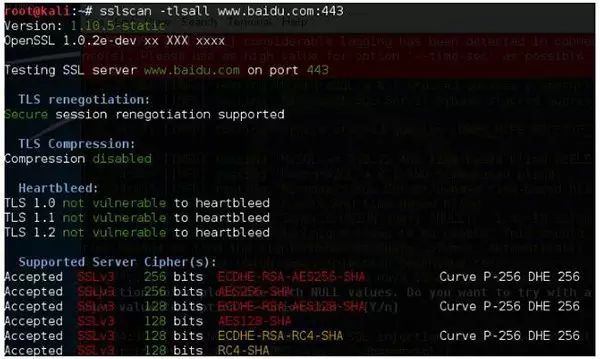 root@kali:~# sslscan -tlsall www.baidu.com:443
Version: 1.10.5-static
OpenSSL 1.0.2e-dev xx XXX xxxx
Testing SSL server www.baidu.com on port 443
TLS renegotiation:
Secure session renegotiation supported
TLS Compression:
Compression disabled
Heartbleed:
TLS 1.0 not vulnerable to heartbleed
TLS 1.1 not vulnerable to heartbleed
TLS 1.2 not vulnerable to heartbleed
Supported Server Cipher(s):
Accepted SSLv3 256 bits ECDHE-RSA-AES256-SHA Curve P-256 DHE 256
Accepted SSLv3 256 bits AES256-SHA
Accepted SSLv3 128 bits ECDHE-RSA-AES128-SHA Curve P-256 DHE 256
Accepted SSLv3 128 bits AES128-SHA
Accepted SSLv3 128 bits ECDHE-RSA-RC4-SHA Curve P-256 DHE 256
Accepted SSLv3 128 bits RC4-SHA